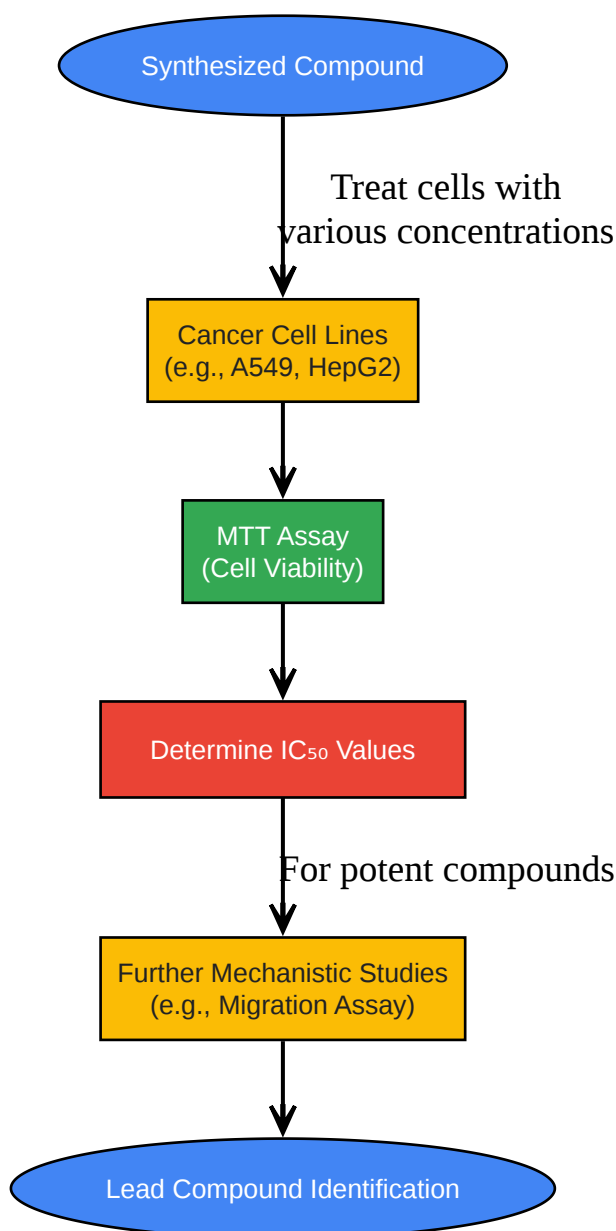 Synthesized Compound
Treat cells with
various concentrations
Cancer Cell Lines
(e.g., A549, HepG2)
MTT Assay
(Cell Viability)
Determine IC₅₀ Values
For potent compounds
Further Mechanistic Studies
(e.g., Migration Assay)
Lead Compound Identification